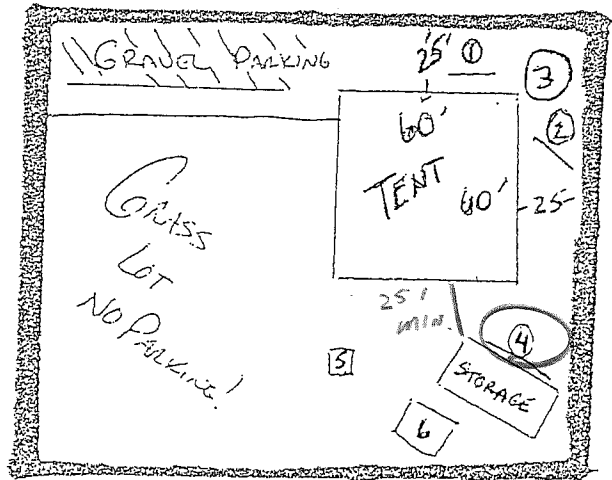 GRAVEL PARKING
25' ①
③
60'
②
TENT
60'
-25-
GRASS
LOT
NO PARKING!
25'
MIN.
④
5
STORAGE
6